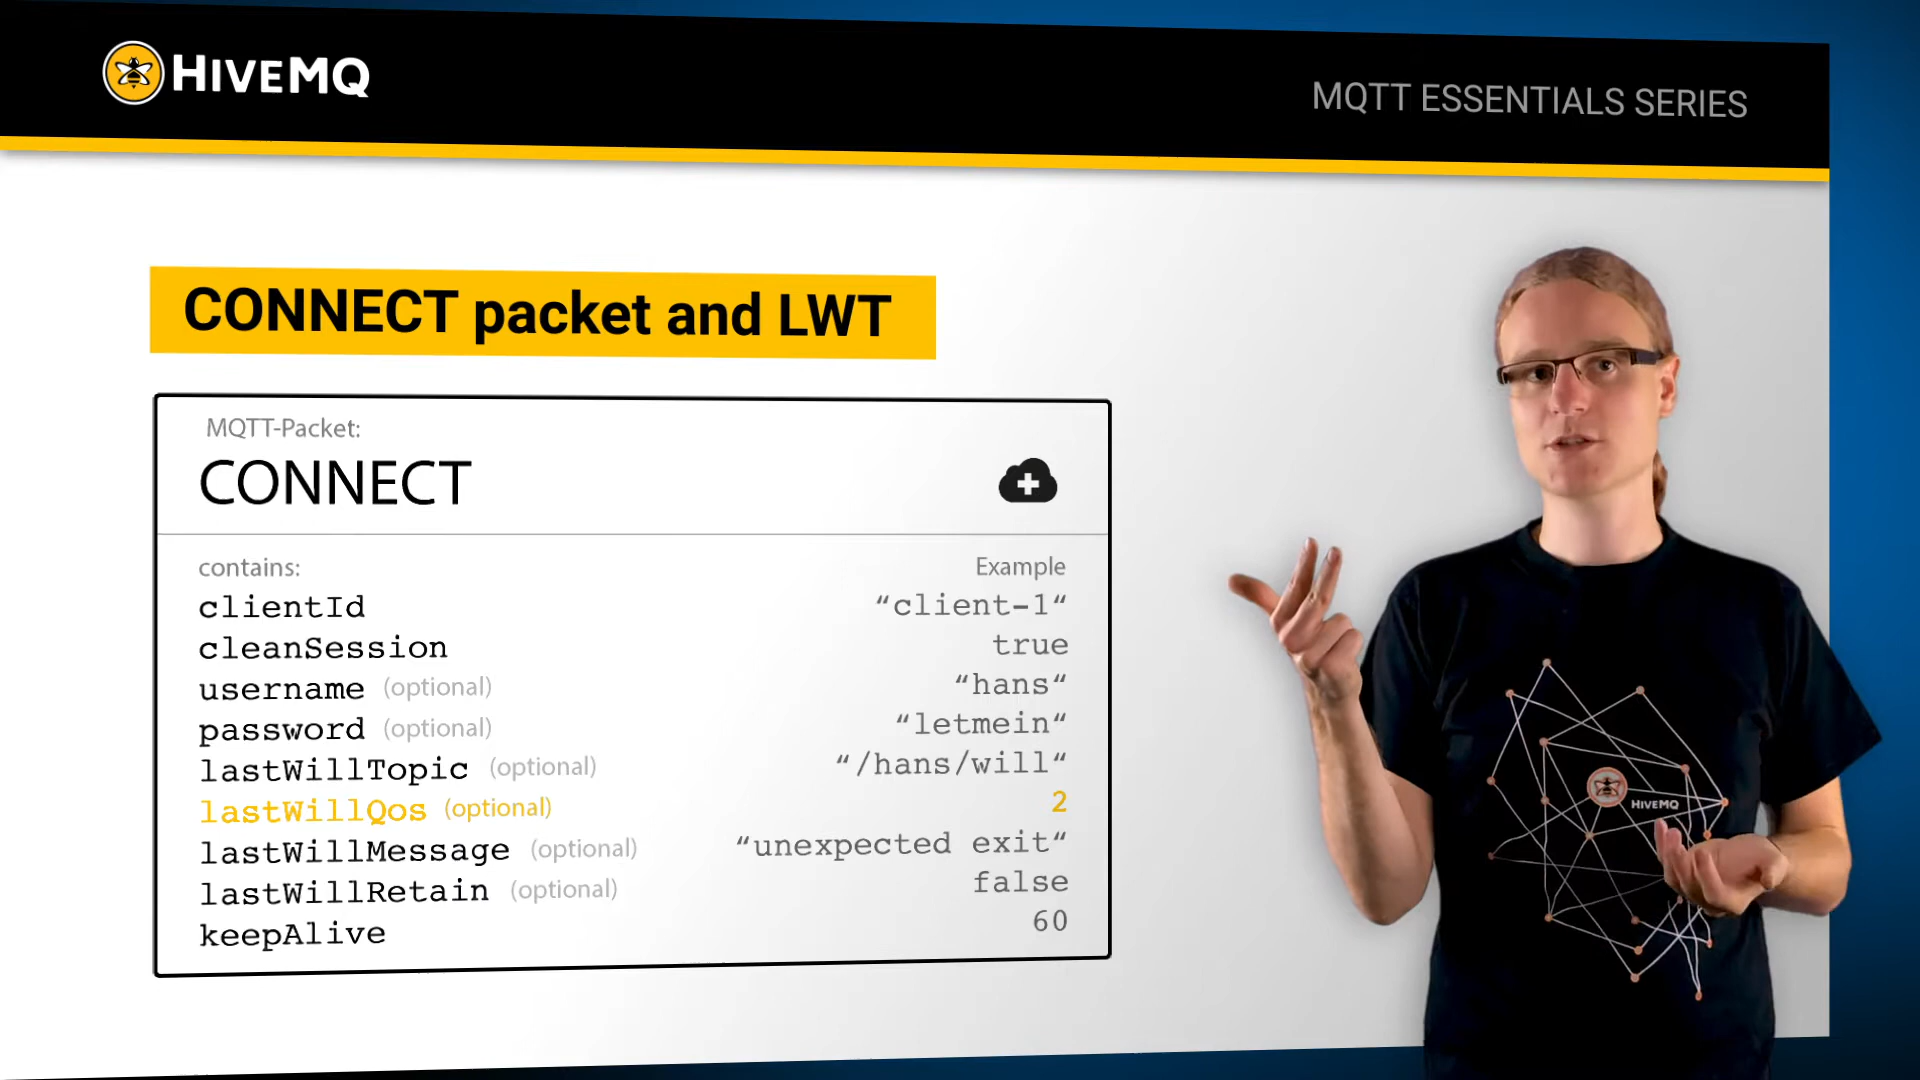 HIVEMQ
MQTT ESSENTIALS SERIES
CONNECT packet and LWT
MQTT-Packet:
CONNECT
contains: Example
clientId “client-1“
cleanSession true
username (optional) “hans“
password (optional) “letmein“
lastWillTopic (optional) “/hans/will“
lastWillQos (optional) 2
lastWillMessage (optional) “unexpected exit“
lastWillRetain (optional) false
keepAlive 60
HIVEMQ